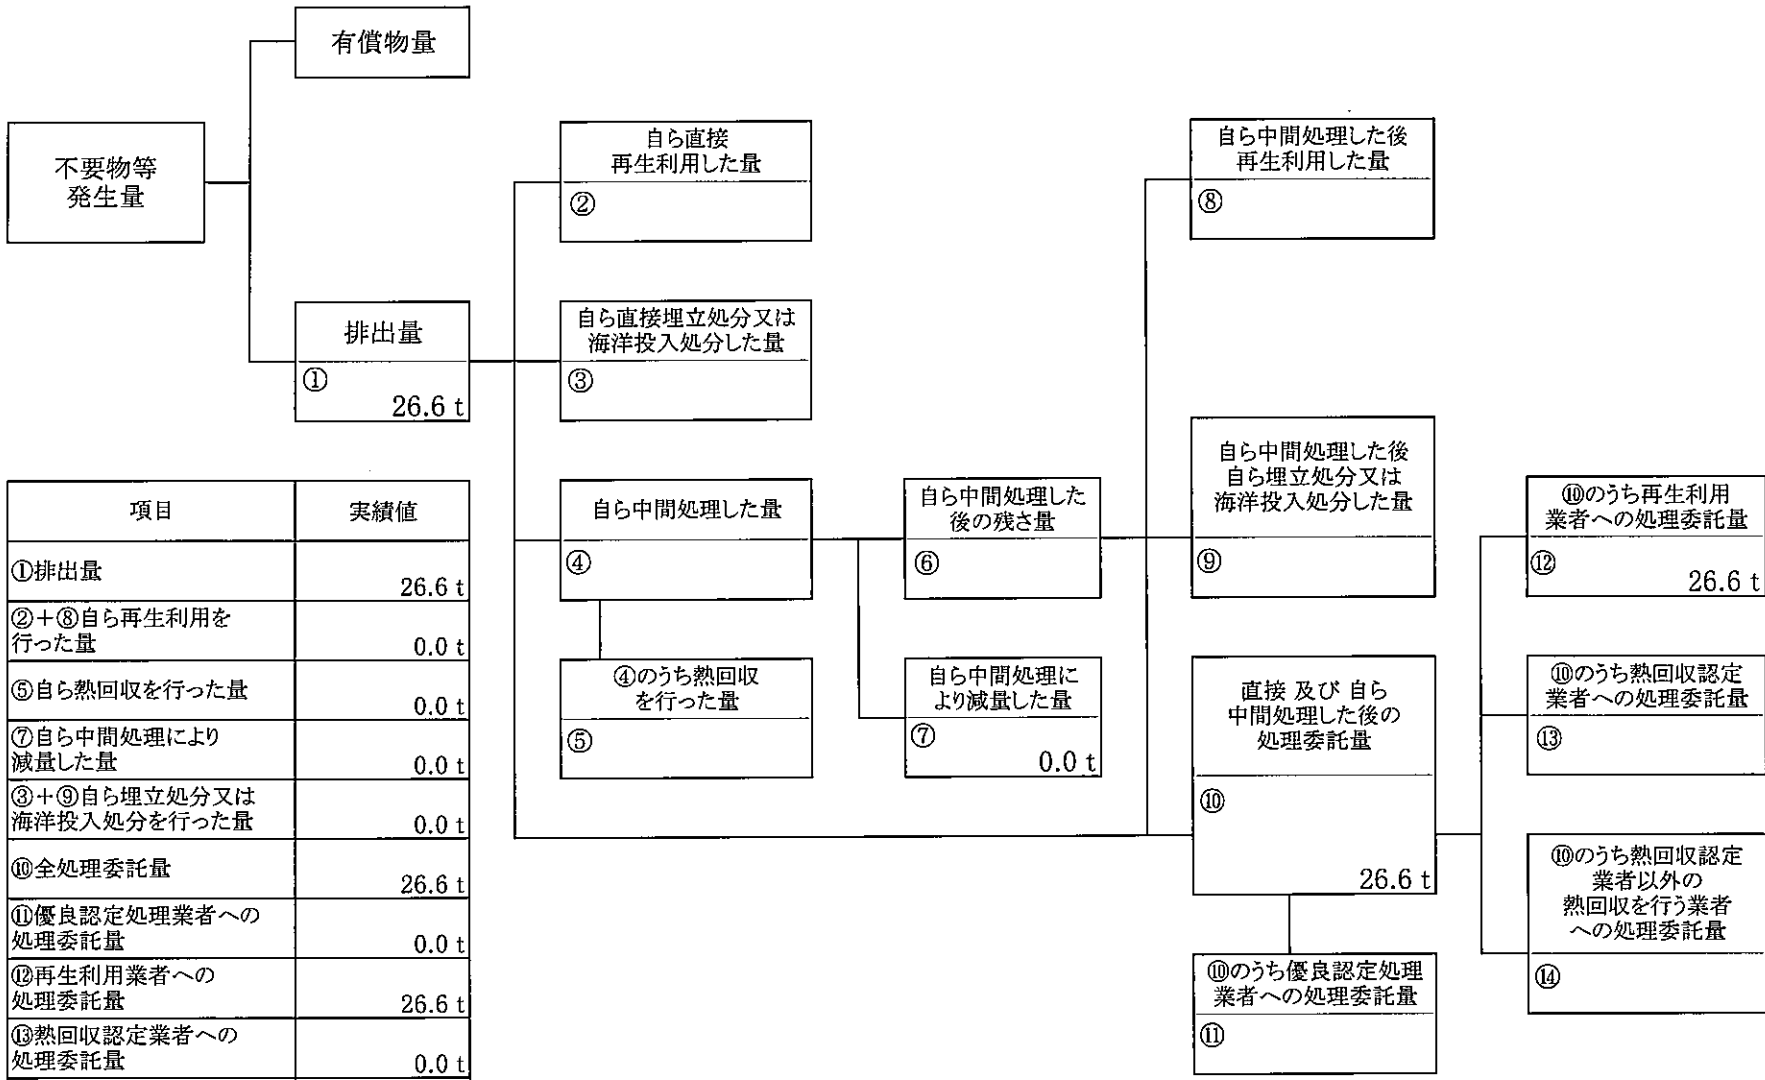 有償物量
不要物等
発生量
排出量
①
26.6 t
自ら直接
再生利用した量
②
自ら直接埋立処分又は
海洋投入処分した量
③
自ら中間処理した量
④
④のうち熱回収
を行った量
⑤
自ら中間処理した
後の残さ量
⑥
自ら中間処理に
より減量した量
⑦
0.0 t
自ら中間処理した後
再生利用した量
⑧
自ら中間処理した後
自ら埋立処分又は
海洋投入処分した量
⑨
直接 及び 自ら
中間処理した後の
処理委託量
⑩
26.6 t
⑩のうち優良認定処理
業者への処理委託量
⑪
⑩のうち再生利用
業者への処理委託量
⑫
26.6 t
⑩のうち熱回収認定
業者への処理委託量
⑬
⑩のうち熱回収認定
業者以外の
熱回収を行う業者
への処理委託量
⑭
項目 実績値
①排出量 26.6 t
②＋⑧自ら再生利用を
行った量 0.0 t
⑤自ら熱回収を行った量 0.0 t
⑦自ら中間処理により
減量した量 0.0 t
③＋⑨自ら埋立処分又は
海洋投入処分を行った量 0.0 t
⑩全処理委託量 26.6 t
⑪優良認定処理業者への
処理委託量 0.0 t
⑫再生利用業者への
処理委託量 26.6 t
⑬熱回収認定業者への
処理委託量 0.0 t